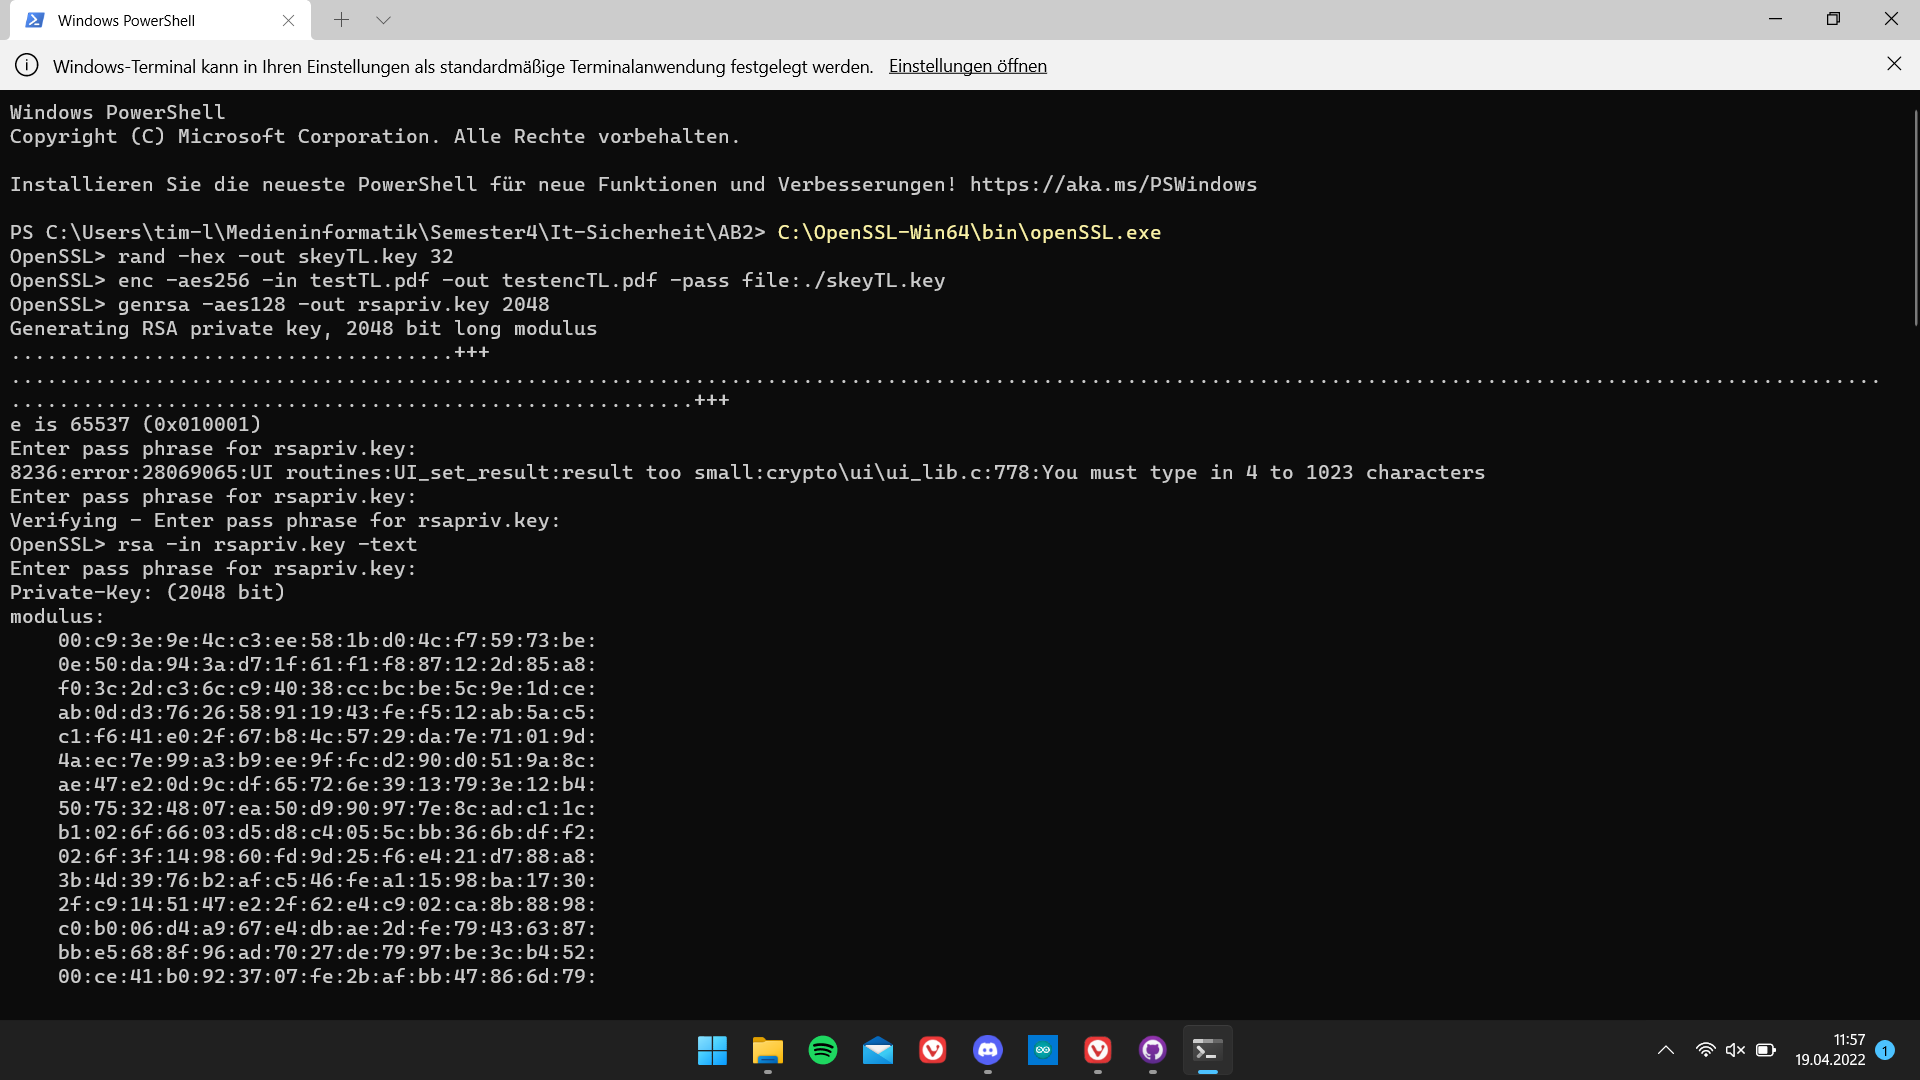 Windows PowerShell
Windows-Terminal kann in Ihren Einstellungen als standardmäßige Terminalanwendung festgelegt werden. Einstellungen öffnen
Windows PowerShell
Copyright (C) Microsoft Corporation. Alle Rechte vorbehalten.
Installieren Sie die neueste PowerShell für neue Funktionen und Verbesserungen! https://aka.ms/PSWindows
PS C:\Users\tim-l\Medieninformatik\Semester4\It-Sicherheit\AB2> C:\OpenSSL-Win64\bin\openSSL.exe
OpenSSL> rand -hex -out skeyTL.key 32
OpenSSL> enc -aes256 -in testTL.pdf -out testencTL.pdf -pass file:./skeyTL.key
OpenSSL> genrsa -aes128 -out rsapriv.key 2048
Generating RSA private key, 2048 bit long modulus
.....................................+++
............................................................................................................................................................
.........................................................+++
e is 65537 (0x010001)
Enter pass phrase for rsapriv.key:
8236:error:28069065:UI routines:UI_set_result:result too small:crypto\ui\ui_lib.c:778:You must type in 4 to 1023 characters
Enter pass phrase for rsapriv.key:
Verifying - Enter pass phrase for rsapriv.key:
OpenSSL> rsa -in rsapriv.key -text
Enter pass phrase for rsapriv.key:
Private-Key: (2048 bit)
modulus:
00:c9:3e:9e:4c:c3:ee:58:1b:d0:4c:f7:59:73:be:
0e:50:da:94:3a:d7:1f:61:f1:f8:87:12:2d:85:a8:
f0:3c:2d:c3:6c:c9:40:38:cc:bc:be:5c:9e:1d:ce:
ab:0d:d3:76:26:58:91:19:43:fe:f5:12:ab:5a:c5:
c1:f6:41:e0:2f:67:b8:4c:57:29:da:7e:71:01:9d:
4a:ec:7e:99:a3:b9:ee:9f:fc:d2:90:d0:51:9a:8c:
ae:47:e2:0d:9c:df:65:72:6e:39:13:79:3e:12:b4:
50:75:32:48:07:ea:50:d9:90:97:7e:8c:ad:c1:1c:
b1:02:6f:66:03:d5:d8:c4:05:5c:bb:36:6b:df:f2:
02:6f:3f:14:98:60:fd:9d:25:f6:e4:21:d7:88:a8:
3b:4d:39:76:b2:af:c5:46:fe:a1:15:98:ba:17:30:
2f:c9:14:51:47:e2:2f:62:e4:c9:02:ca:8b:88:98:
c0:b0:06:d4:a9:67:e4:db:ae:2d:fe:79:43:63:87:
bb:e5:68:8f:96:ad:70:27:de:79:97:be:3c:b4:52:
00:ce:41:b0:92:37:07:fe:2b:af:bb:47:86:6d:79:
11:57
19.04.2022
1